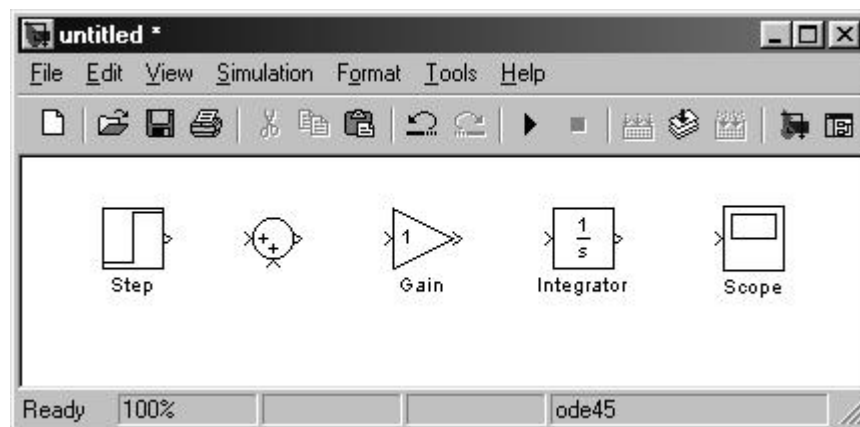 untitled *
File Edit View Simulation Format Tools Help
+ + 1 1
s
Step Gain Integrator Scope
Ready 100% ode45